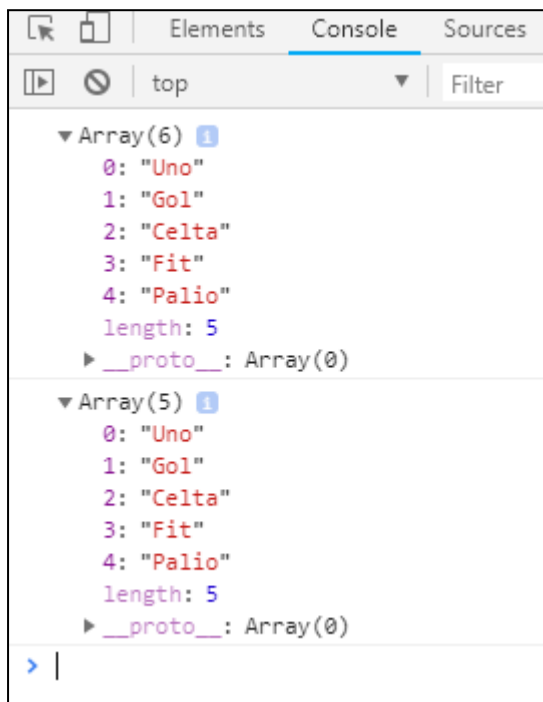 Elements Console Sources
top ▼ Filter
▼ Array(6) i
0: "Uno"
1: "Gol"
2: "Celta"
3: "Fit"
4: "Palio"
length: 5
▶ __proto__: Array(0)
▼ Array(5) i
0: "Uno"
1: "Gol"
2: "Celta"
3: "Fit"
4: "Palio"
length: 5
▶ __proto__: Array(0)
>